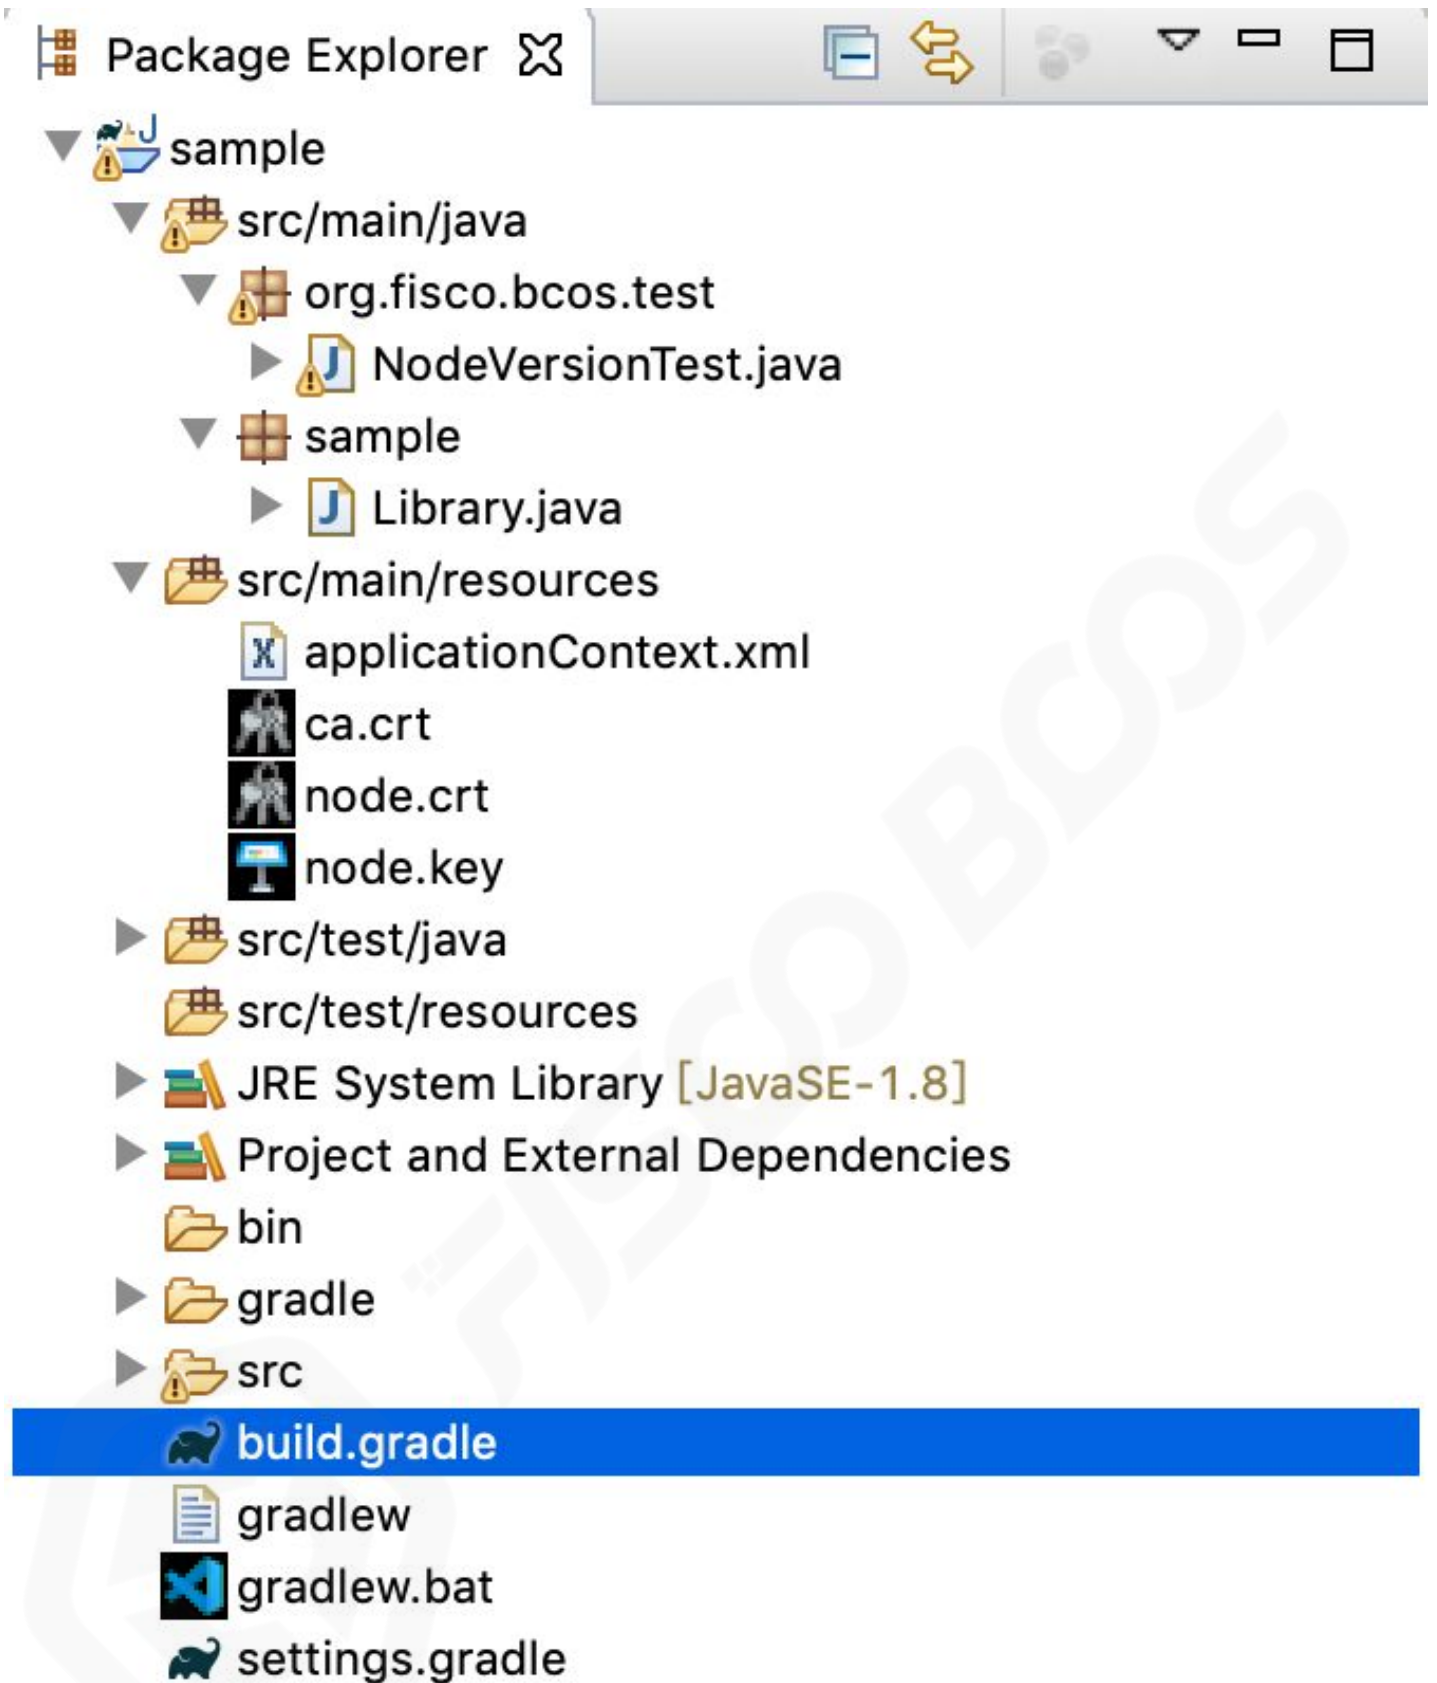 Package Explorer
sample
src/main/java
org.fisco.bcos.test
NodeVersionTest.java
sample
Library.java
src/main/resources
applicationContext.xml
ca.crt
node.crt
node.key
src/test/java
src/test/resources
JRE System Library [JavaSE-1.8]
Project and External Dependencies
bin
gradle
src
build.gradle
gradlew
gradlew.bat
settings.gradle
FISCO BCOS